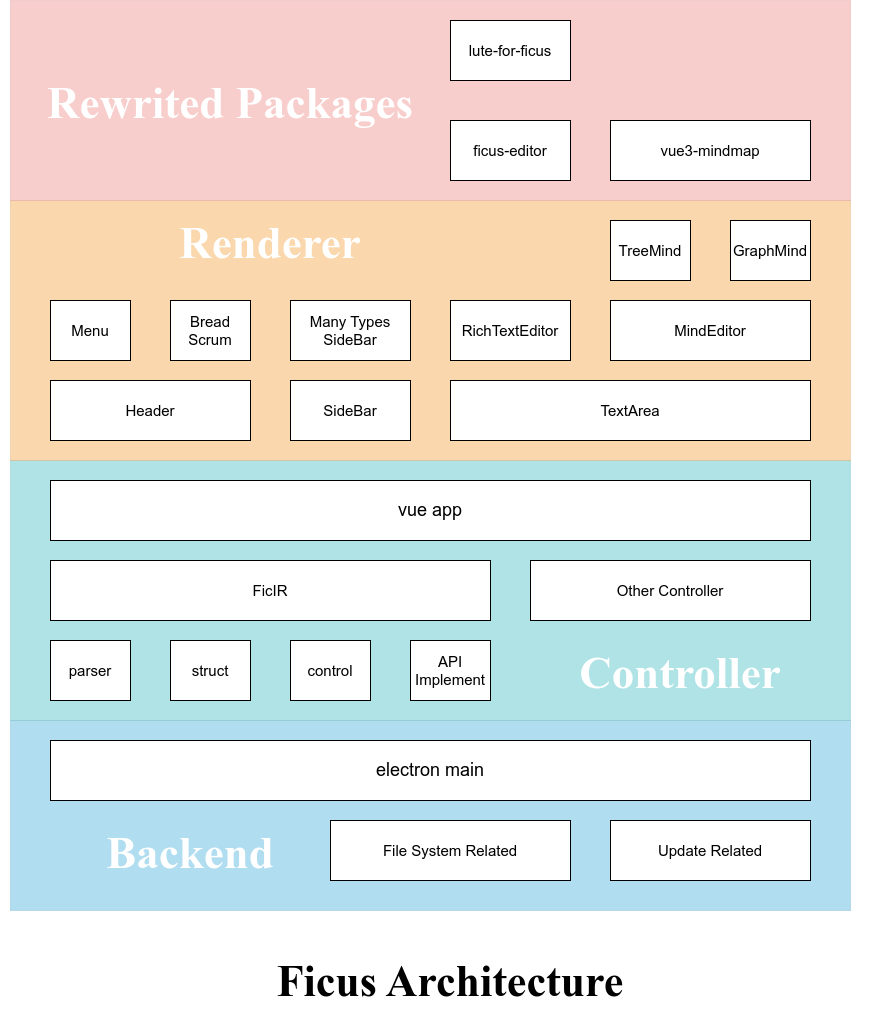 lute-for-ficus
Rewrited Packages
ficus-editor
vue3-mindmap
Renderer
TreeMind
GraphMind
Menu
Bread
Scrum
Many Types
SideBar
RichTextEditor
MindEditor
Header
SideBar
TextArea
vue app
FicIR
Other Controller
parser
struct
control
API
Implement
Controller
electron main
Backend
File System Related
Update Related
Ficus Architecture